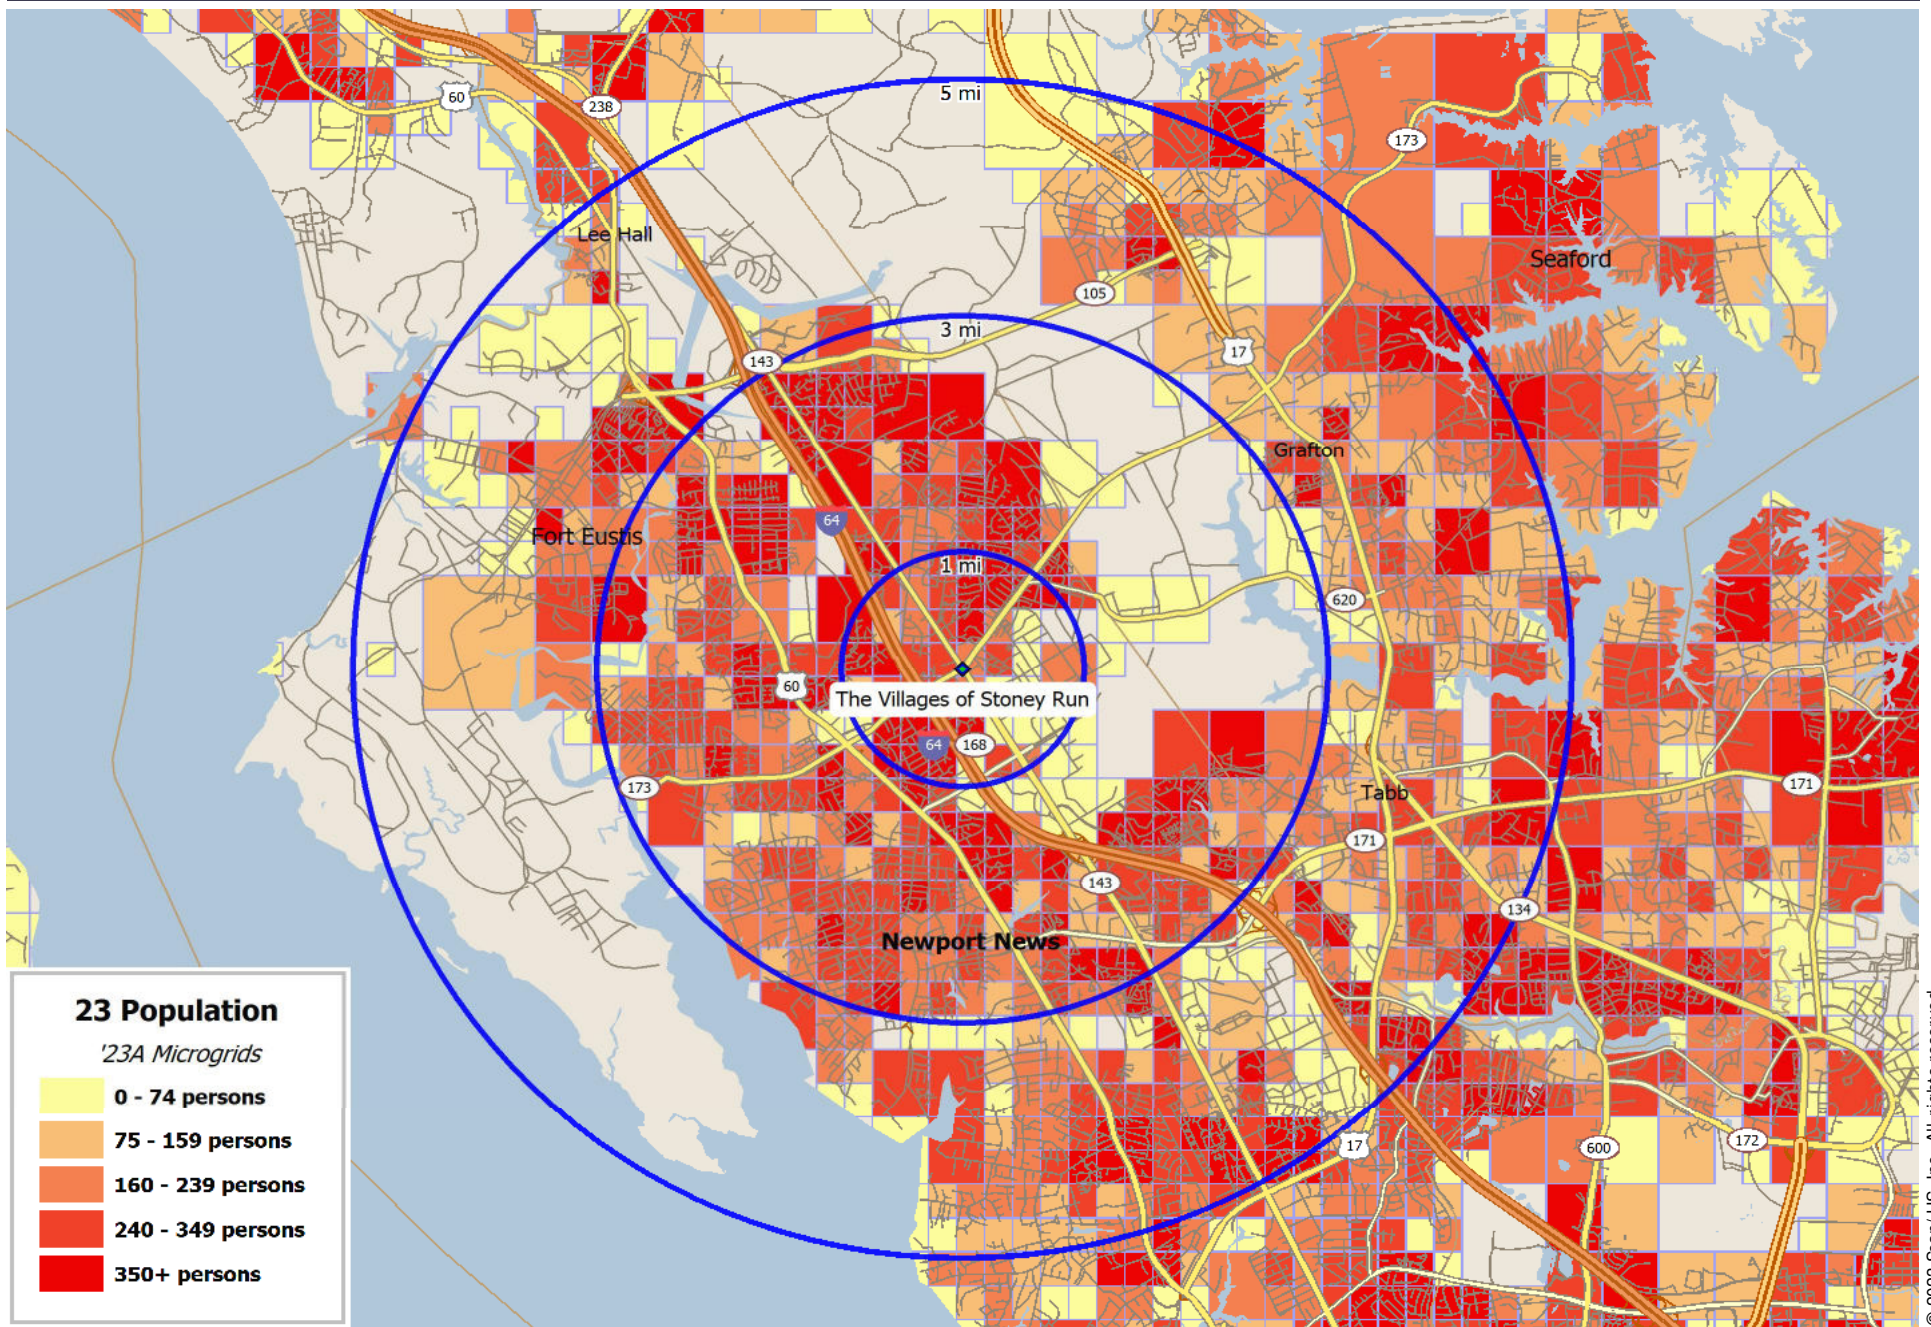 5 mi
60
238
173
Lee Hall
Seaford
105
3 mi
17
143
Grafton
64
Fort Eustis
1 mi
620
60
The Villages of Stoney Run
64
168
173
Tabb
171
171
143
134
Newport News
17
600
172
23 Population
'23A Microgrids
0 - 74 persons
75 - 159 persons
160 - 239 persons
240 - 349 persons
350+ persons